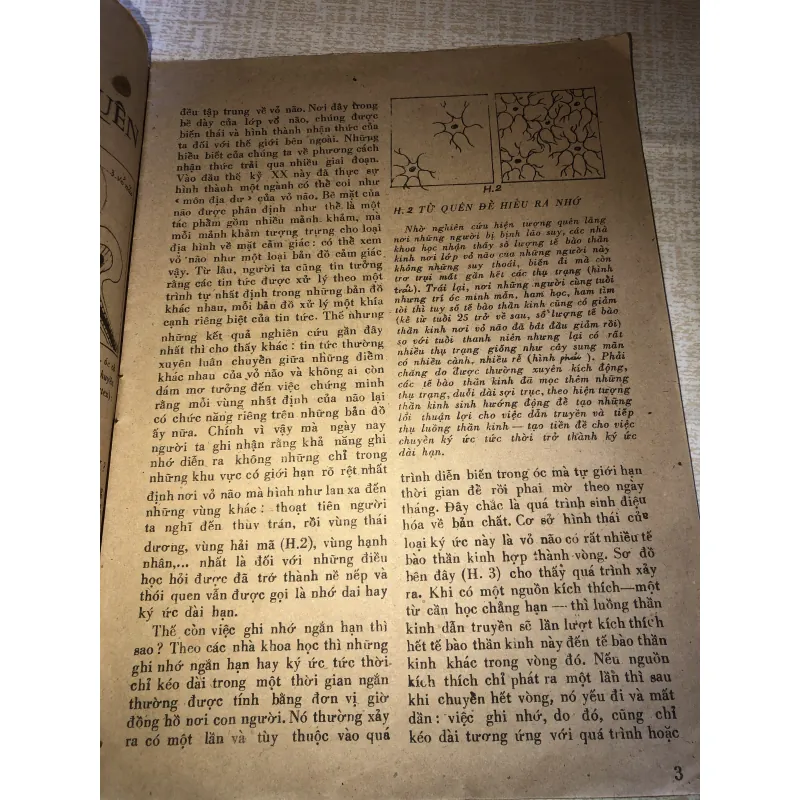 UÊN
đều tập trung về vỏ não. Nơi đây trong
bề dày của lớp vỏ não, chúng được
biến thái và hình thành nhận thức của
ta đối với thế giới bên ngoài. Những
hiểu biết của chúng ta về phương cách
nhận thức trải qua nhiều giai đoạn.
Vào đầu thế kỷ XX này đã thực sự
hình thành một ngành có thể coi như
« môn địa dư » của vỏ não. Bề mặt của
não được phân định như thể là một
tác phẩm gồm nhiều mảnh khảm, mà
mỗi mảnh khảm tượng trưng cho loại
địa hình về mặt cảm giác: có thể xem
vỏ não như một loại bản đồ cảm giác
vậy. Từ lâu, người ta cũng tin tưởng
rằng các tin tức được xử lý theo một
trình tự nhất định trong những bản đồ
khác nhau, mỗi bản đồ xử lý một khía
cạnh riêng biệt của tin tức. Thế nhưng
những kết quả nghiên cứu gần đây
nhất thì cho thấy khác: tin tức thường
xuyên luân chuyển giữa những điểm
khác nhau của vỏ não và không ai còn
dám mơ tưởng đến việc chứng minh
rằng mỗi vùng nhất định của não lại
có chức năng riêng trên những bản đồ
ấy nữa. Chính vì vậy mà ngày nay
người ta ghi nhận rằng khả năng ghi
nhớ diễn ra không những chỉ trong
những khu vực có giới hạn rõ rệt nhất
định nơi vỏ não mà hình như lan xa đến
những vùng khác: thoạt tiên người
ta nghĩ đến thùy trán, rồi vùng thái
dương, vùng hải mã (H.2), vùng hạnh
nhân,... nhất là đối với những điều
học hỏi được đã trở thành nề nếp và
thói quen vẫn được gọi là nhớ dai hay
ký ức dài hạn.
Thế còn việc ghi nhớ ngắn hạn thì
sao? Theo các nhà khoa học thì những
ghi nhớ ngắn hạn hay ký ức tức thời
chỉ kéo dài trong một thời gian ngắn
thường được tính bằng đơn vị giờ
đồng hồ nơi con người. Nó thường xảy
ra có một lần và tùy thuộc vào quá
H.2
H.2 TỪ QUÊN ĐỂ HIỂU RA NHỚ
Nhờ nghiên cứu hiện tượng quên lãng
nơi những người bị bịnh lão suy, các nhà
khoa học nhận thấy số lượng tế bào thần
kinh nơi lớp vỏ não của những người này
không những suy thoái, biến đi mà còn
trơ trụi mất gần hết các thụ trạng (hình
trái). Trái lại, nơi những người cùng tuổi
nhưng trí óc minh mẫn, ham học, ham tìm
tòi thì tuy số tế bào thần kinh cũng có giảm
(kể từ tuổi 25 trở về sau, số lượng tế bào
thần kinh nơi vỏ não đã bắt đầu giảm rồi)
so với tuổi thanh niên nhưng lại có rất
nhiều thụ trạng giống như cây sung mãn
có nhiều cành, nhiều rễ (hình phải). Phải
chăng do được thường xuyên kích động,
các tế bào thần kinh đã mọc thêm những
thụ trạng, duỗi dài sợi trục, theo hiện tượng
thần kinh sinh hướng động để tạo những
lối thuận lợi cho việc dẫn truyền và tiếp
thụ luồng thần kinh — tạo tiền đề cho việc
chuyển ký ức tức thời trở thành ký ức
dài hạn.
trình diễn biến trong óc mà tự giới hạn
thời gian để rồi phai mờ theo ngày
tháng. Đây chắc là quá trình sinh điện
hóa về bản chất. Cơ sở hình thái của
loại ký ức này là vỏ não có rất nhiều tế
bào thần kinh hợp thành vòng. Sơ đồ
bên đây (H. 3) cho thấy quá trình xảy
ra. Khi có một nguồn kích thích—một
từ cần học chẳng hạn — thì luồng thần
kinh dẫn truyền sẽ lần lượt kích thích
hết tế bào thần kinh này đến tế bào thần
kinh khác trong vòng đó. Nếu nguồn
kích thích chỉ phát ra một lần thì sau
khi chuyển hết vòng, nó yếu đi và mất
dần: việc ghi nhớ, do đó, cũng chỉ
kéo dài tương ứng với quá trình hoặc
3